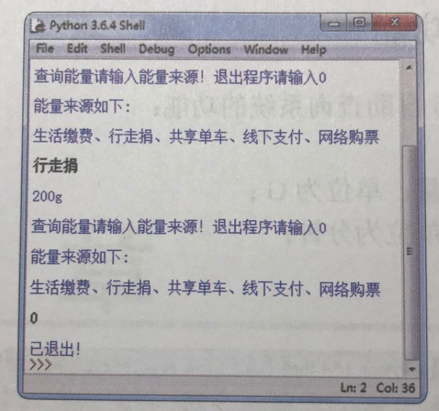 Python 3.6.4 Shell
File Edit Shell Debug Options Window Help
查询能量请输入能量来源！退出程序请输入0
能量来源如下：
生活缴费、行走捐、共享单车、线下支付、网络购票
行走捐
200g
查询能量请输入能量来源！退出程序请输入0
能量来源如下：
生活缴费、行走捐、共享单车、线下支付、网络购票
0
已退出！
>>>
Ln: 2 Col: 36